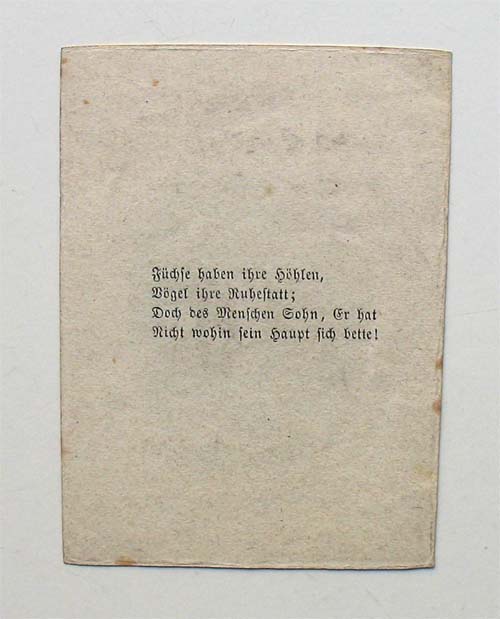 Füchse haben ihre Höhlen,
Vögel ihre Ruhestatt;
Doch des Menschen Sohn, Er hat
Nicht wohin sein Haupt sich bette!